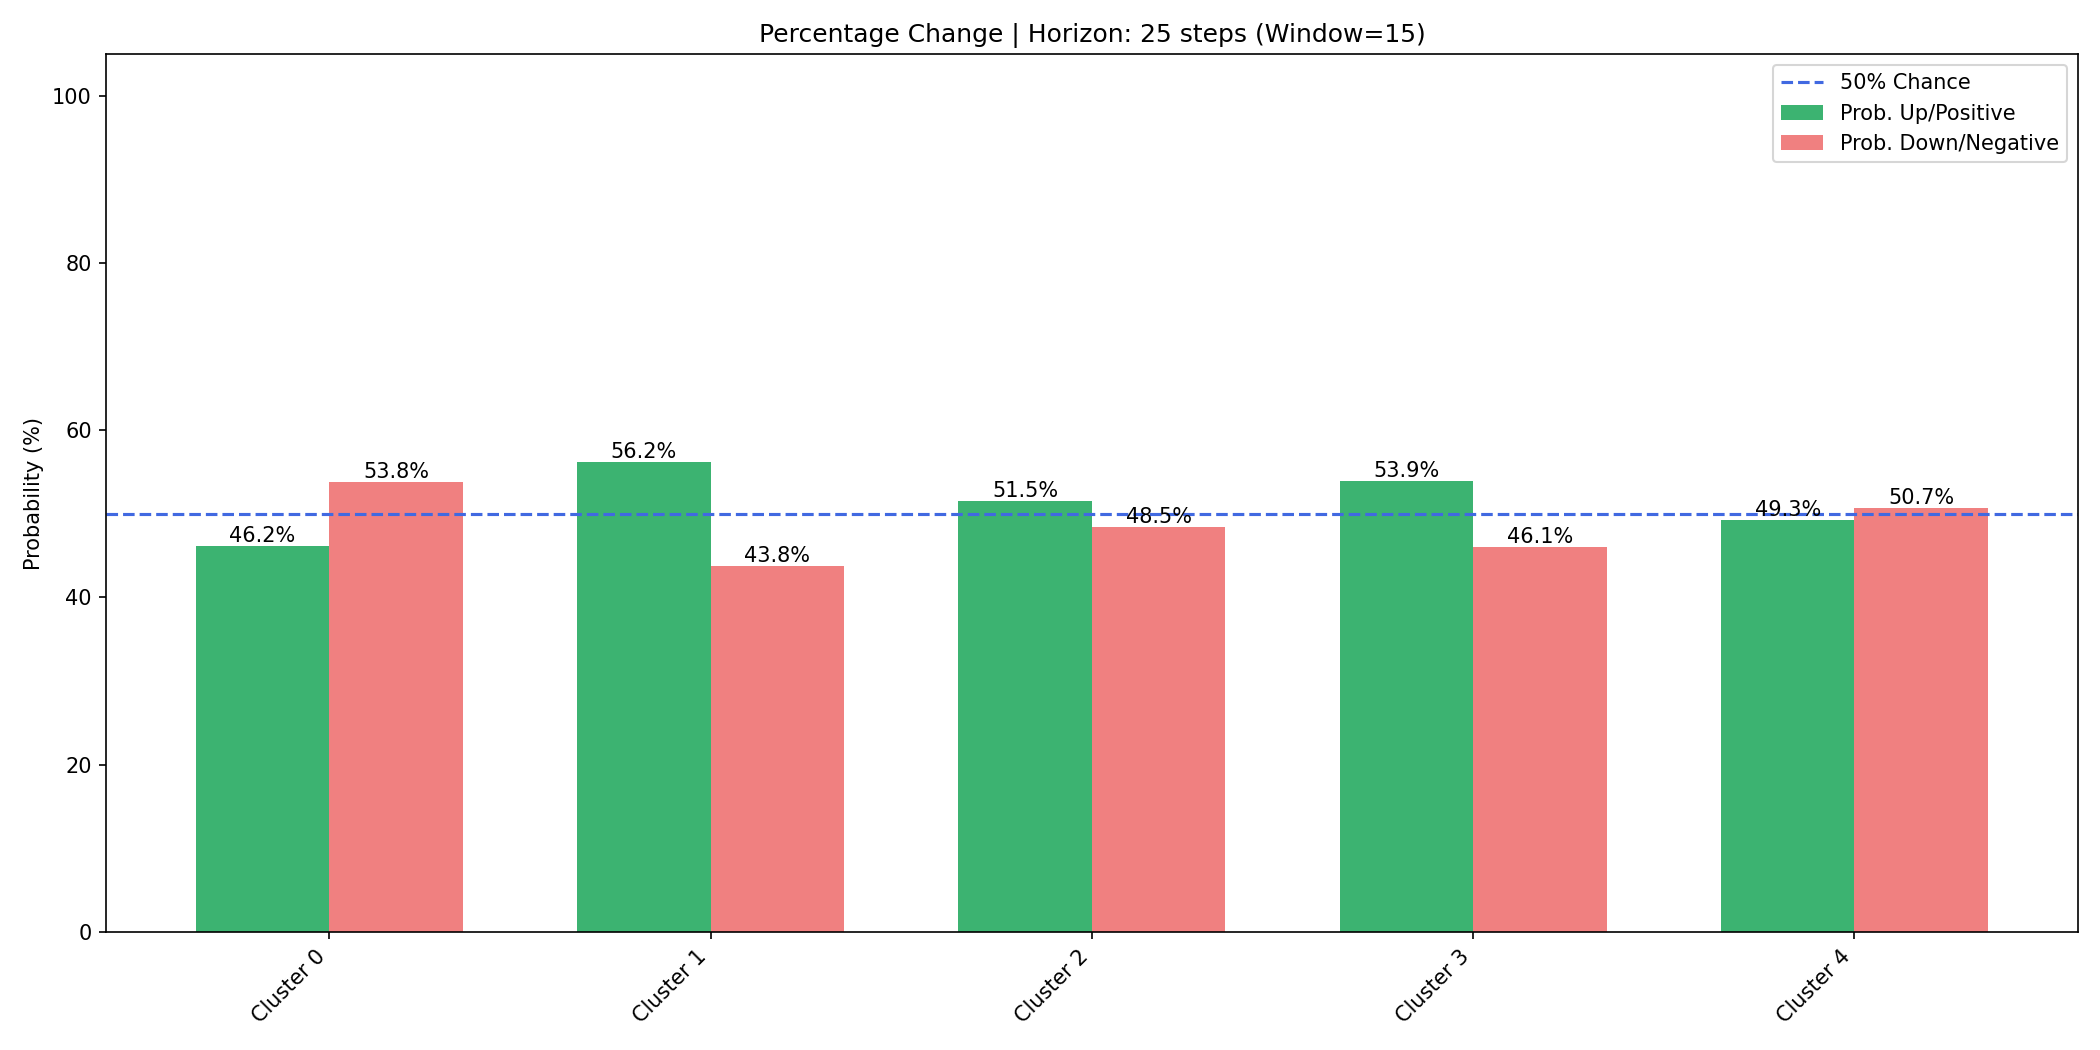 Percentage Change | Horizon: 25 steps (Window=15)
50% Chance
Prob. Up/Positive
Prob. Down/Negative
Probability (%)
100
80
60
40
20
0
46.2%
53.8%
56.2%
43.8%
51.5%
48.5%
53.9%
46.1%
49.3%
50.7%
Cluster 0
Cluster 1
Cluster 2
Cluster 3
Cluster 4